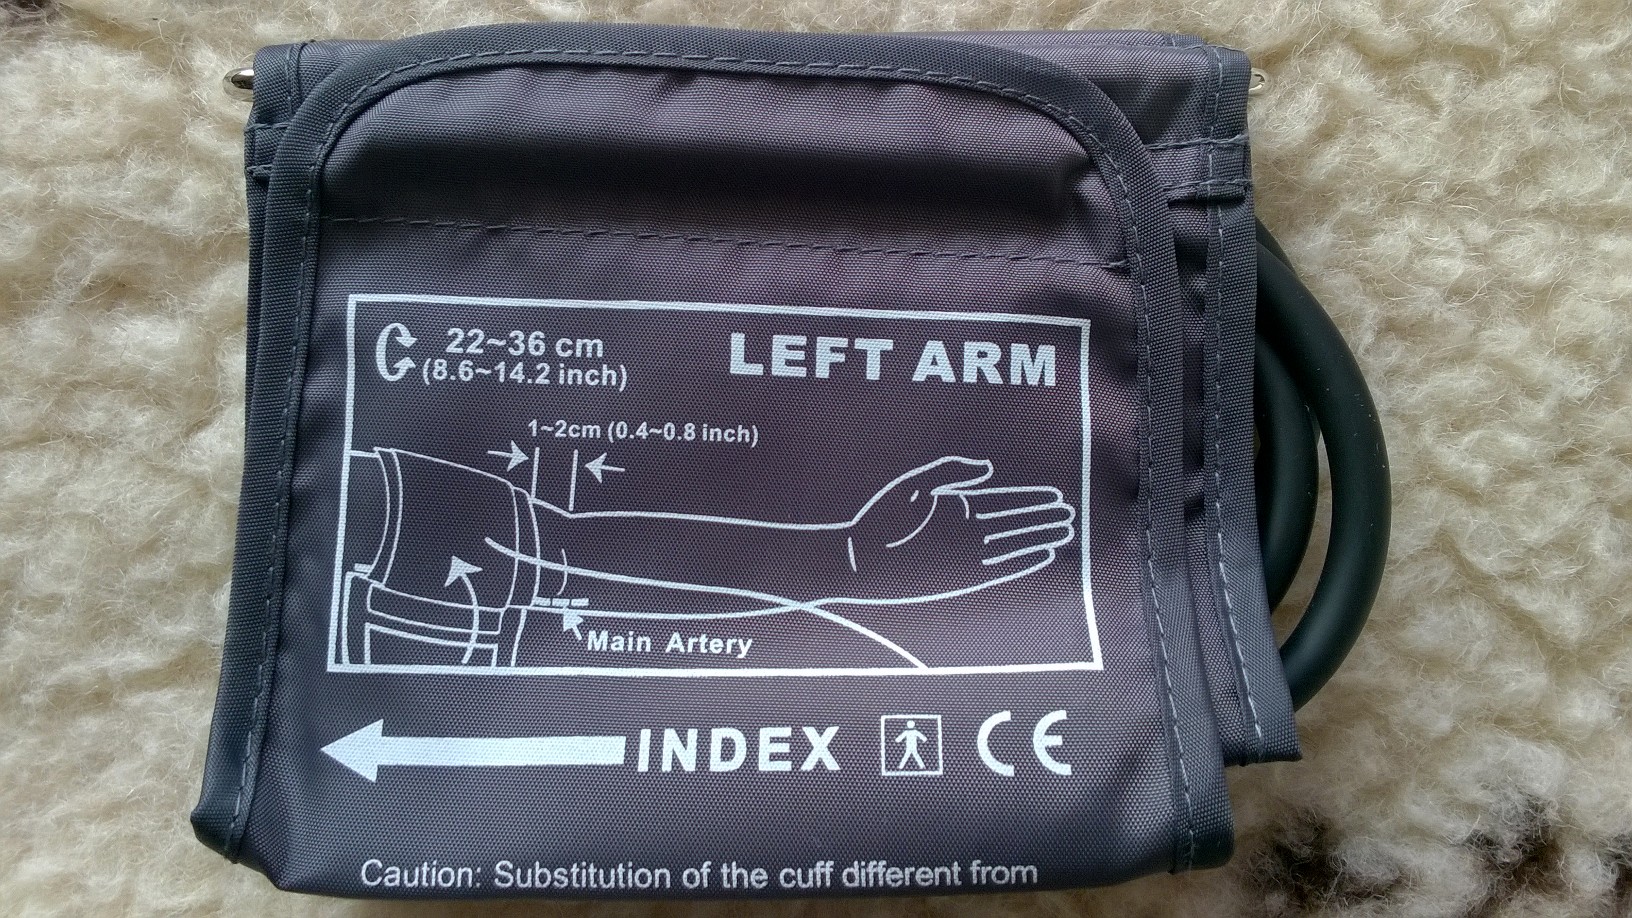 22~36 cm
(8.6~14.2 inch)
LEFT ARM
1~2cm (0.4~0.8 inch)
Main Artery
INDEX
CE
Caution: Substitution of the cuff different from